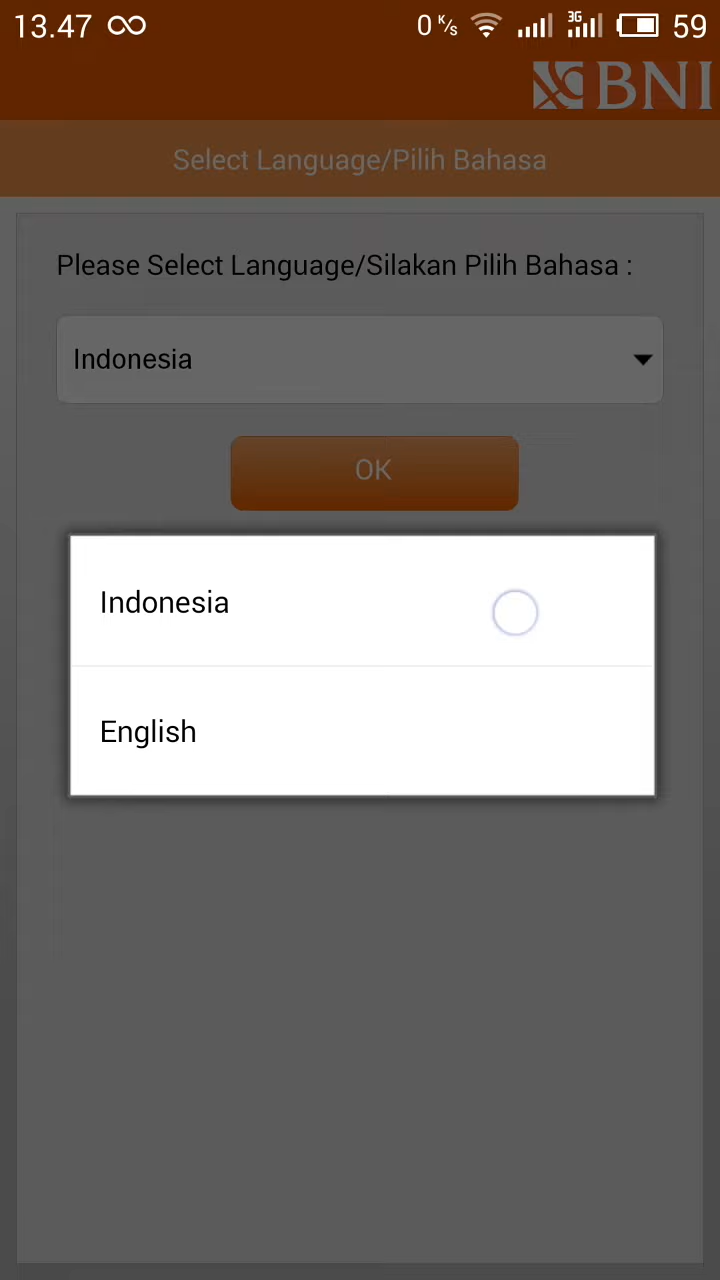 13.47 0 K/s 3G 59
BNI
Select Language/Pilih Bahasa
Please Select Language/Silakan Pilih Bahasa :
Indonesia
OK
Indonesia
English